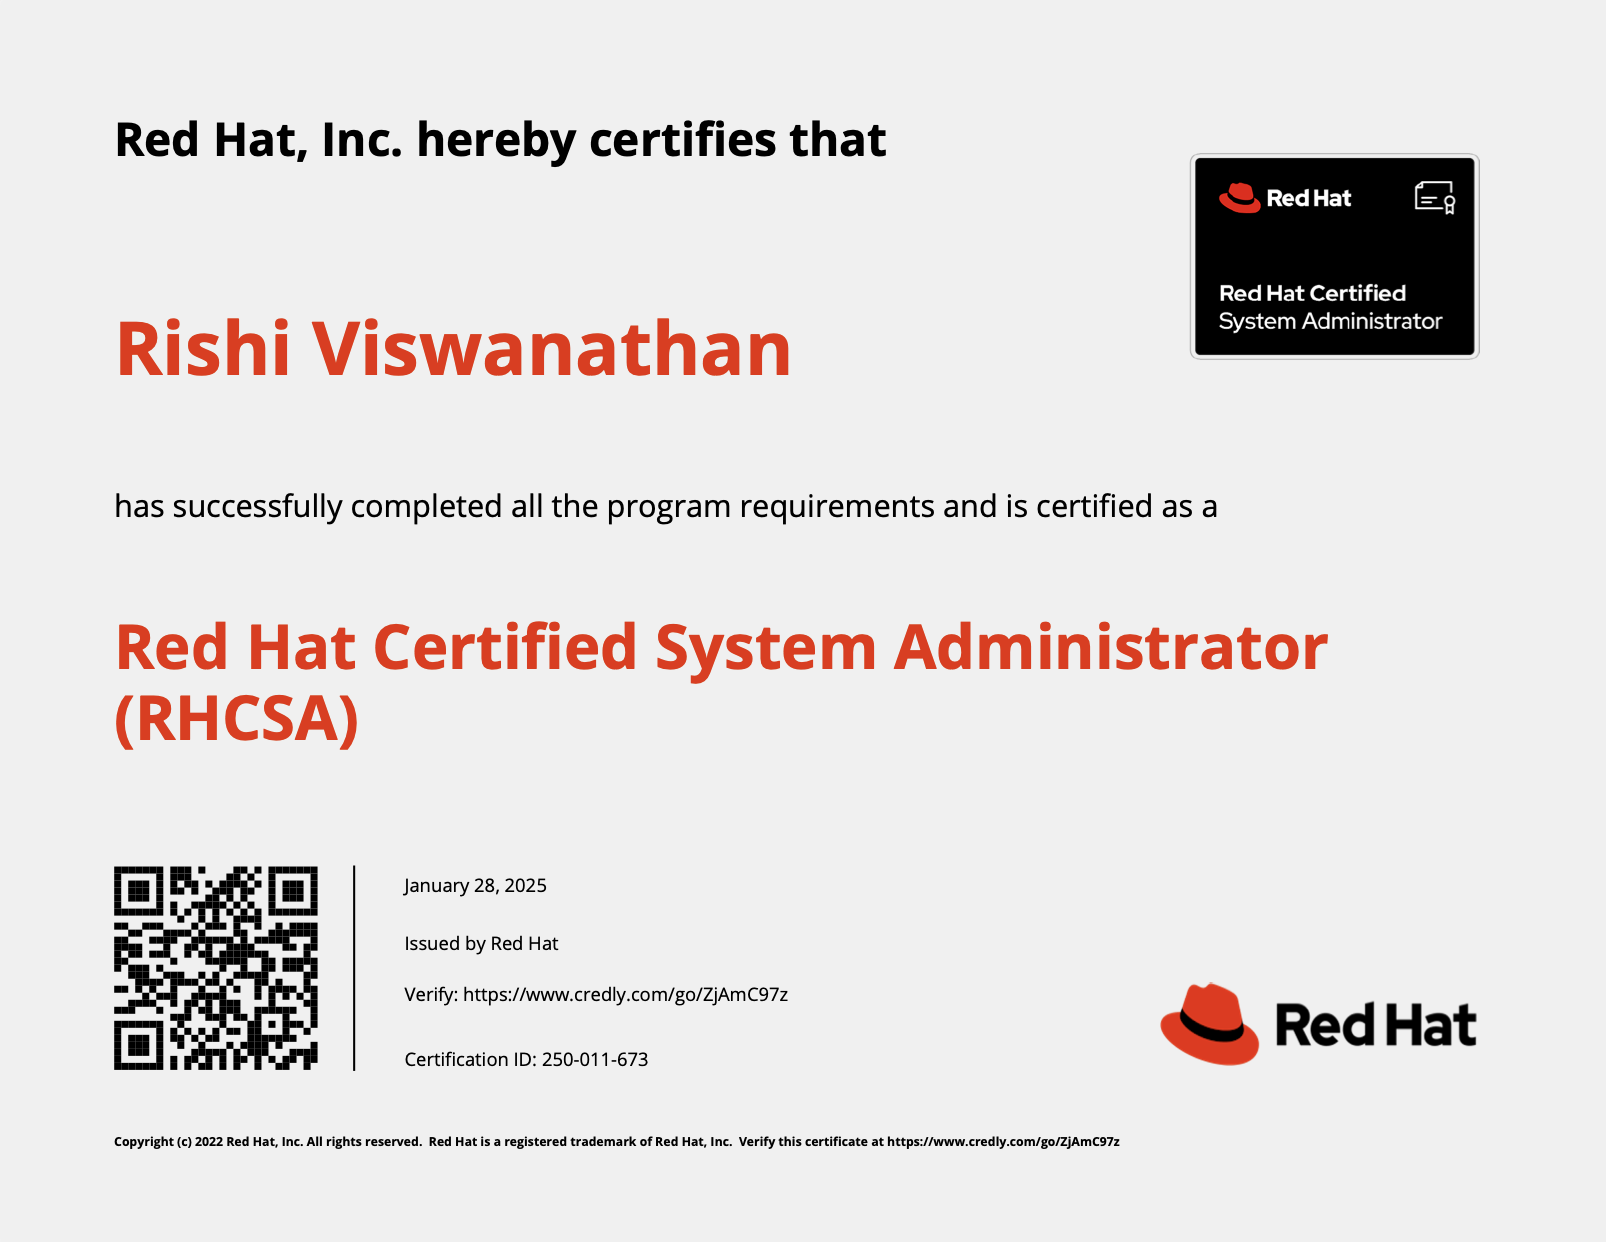 Red Hat, Inc. hereby certifies that
Red Hat
Red Hat Certified
System Administrator
Rishi Viswanathan
has successfully completed all the program requirements and is certified as a
Red Hat Certified System Administrator
(RHCSA)
January 28, 2025
Issued by Red Hat
Verify: https://www.credly.com/go/ZjAmC97z
Certification ID: 250-011-673
Red Hat
Copyright (c) 2022 Red Hat, Inc. All rights reserved.  Red Hat is a registered trademark of Red Hat, Inc.  Verify this certificate at https://www.credly.com/go/ZjAmC97z